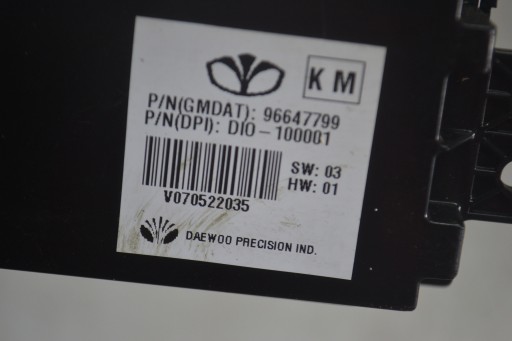 KM
P/N(GMDAT): 96647799
P/N(DPI): DIO-100001
SW: 03
HW: 01
V070522035
DAEWOO PRECISION IND.